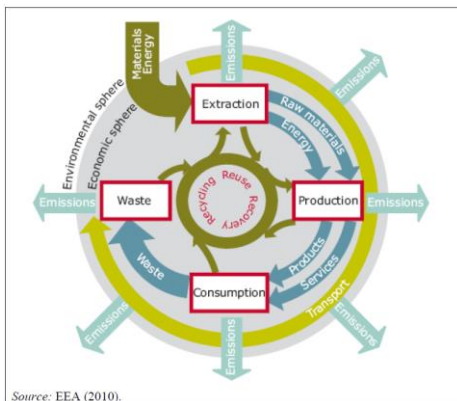 Materials
Energy
Emissions
Emissions
Environmental sphere
Economic sphere
Extraction
Raw materials
Energy
Emissions
Waste
Recycling Reuse Recovery
Production
Emissions
Waste
Products
Services
Consumption
Transport
Emissions
Emissions
Emissions
Source: EEA (2010).